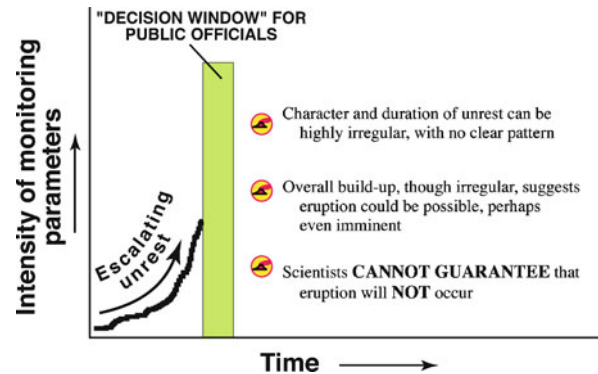 "DECISION WINDOW" FOR
PUBLIC OFFICIALS
Intensity of monitoring
parameters
Escalating
unrest
Character and duration of unrest can be
highly irregular, with no clear pattern
Overall build-up, though irregular, suggests
eruption could be possible, perhaps
even imminent
Scientists CANNOT GUARANTEE that
eruption will NOT occur
Time